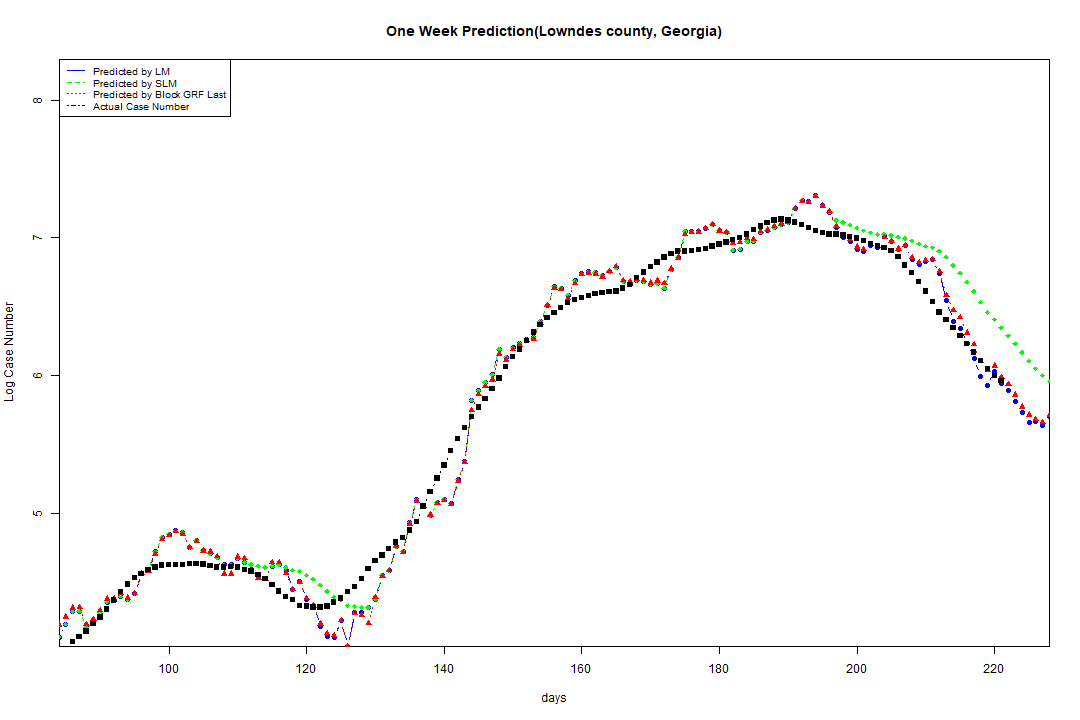 One Week Prediction(Lowndes county, Georgia)
Predicted by LM
Predicted by SLM
Predicted by Block GRF Last
Actual Case Number
8
7
6
5
Log Case Number
100 120 140 160 180 200 220
days